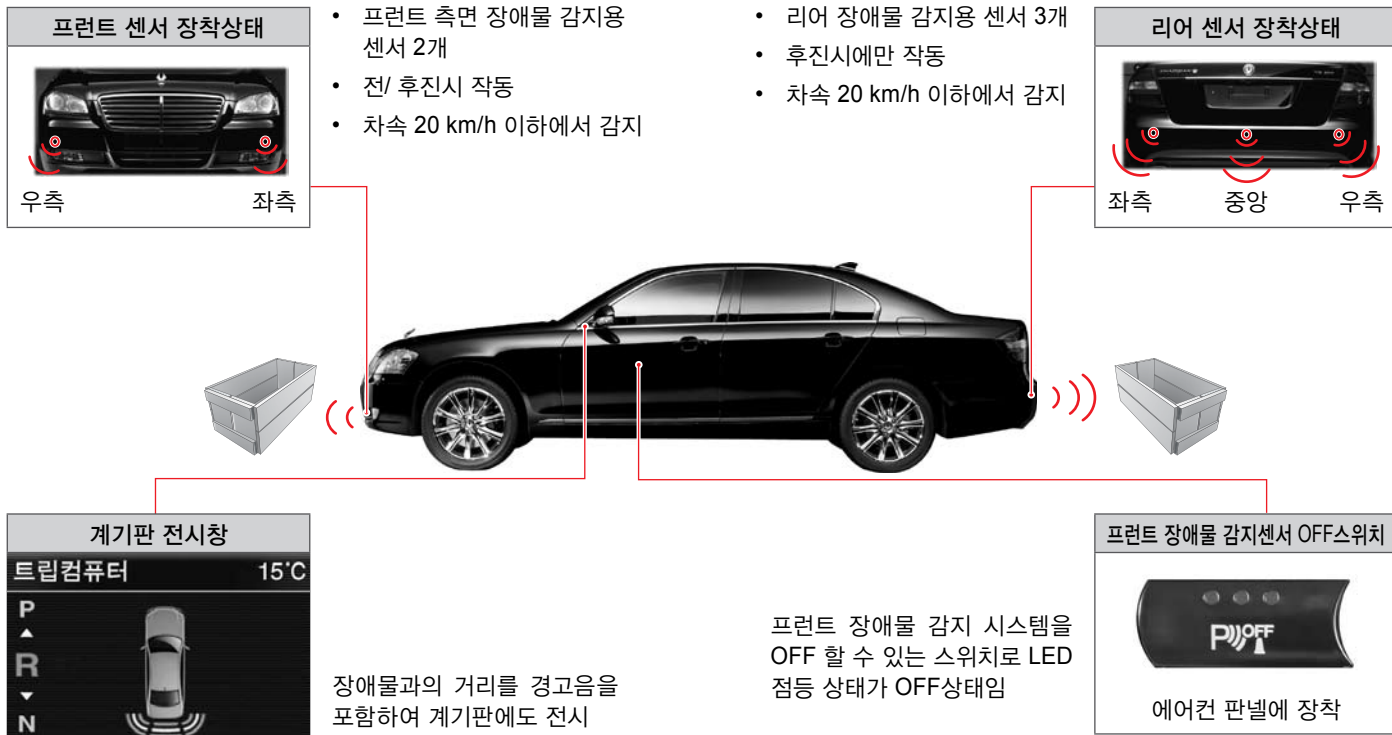 프런트 센서 장착상태
우측
좌측
• 프런트 측면 장애물 감지용
센서 2개
• 전/ 후진시 작동
• 차속 20 km/h 이하에서 감지
• 리어 장애물 감지용 센서 3개
• 후진시에만 작동
• 차속 20 km/h 이하에서 감지
리어 센서 장착상태
좌측
중앙
우측
계기판 전시창
트립컴퓨터
15°C
P
R
N
장애물과의 거리를 경고음을
포함하여 계기판에도 전시
프런트 장애물 감지 시스템을
OFF 할 수 있는 스위치로 LED
점등 상태가 OFF상태임
프런트 장애물 감지센서 OFF스위치
P OFF
에어컨 판넬에 장착